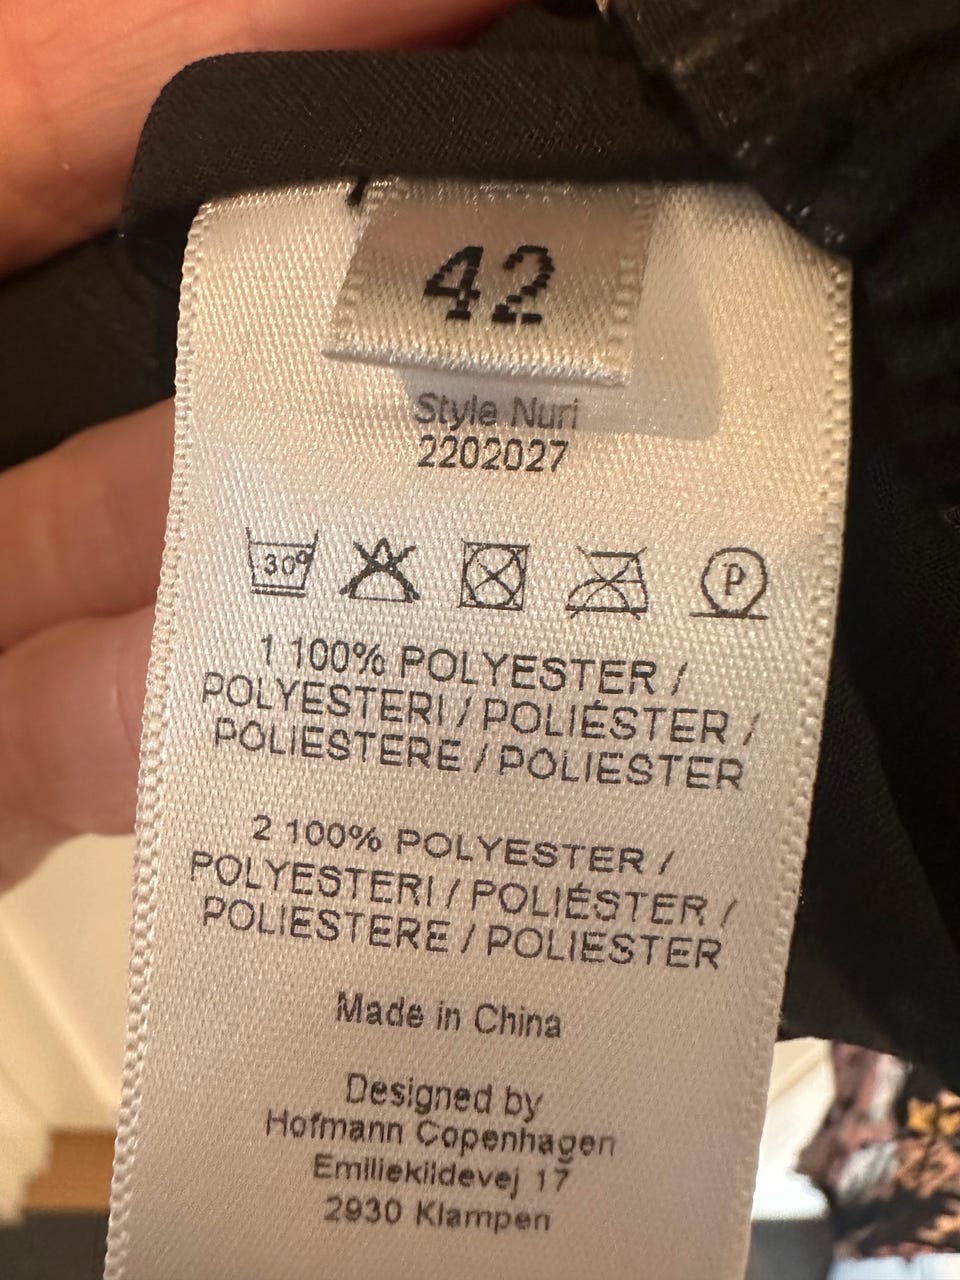 42
Style Nuri
2202027
30°
P
1 100% POLYESTER /
POLYESTERI / POLIÉSTER /
POLIESTERE / POLIESTER
2 100% POLYESTER /
POLYESTERI / POLIÉSTER /
POLIESTERE / POLIESTER
Made in China
Designed by
Hofmann Copenhagen
Emiliekildevej 17
2930 Klampen